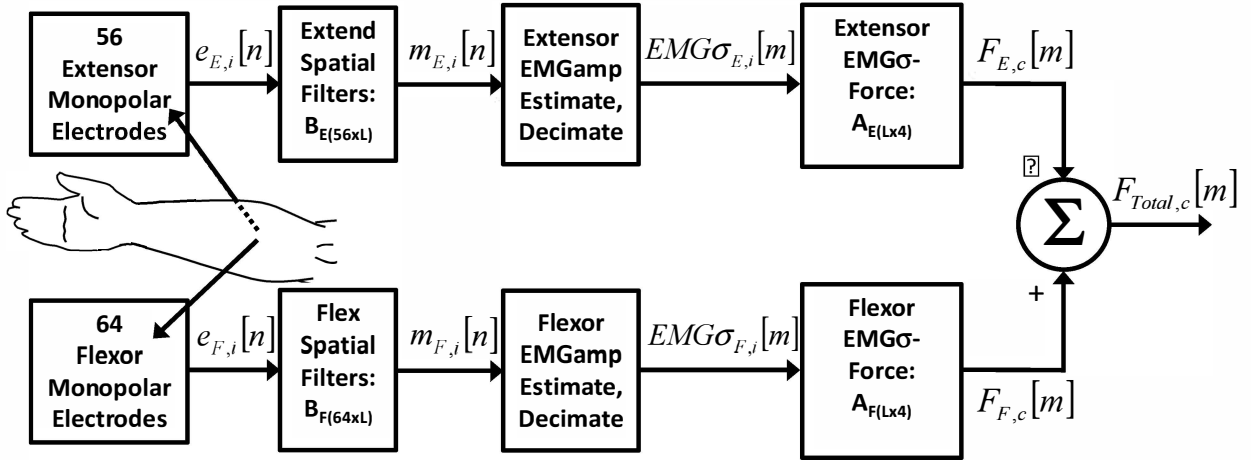 56
Extensor
Monopolar
Electrodes
e_{E,i}[n]
Extend
Spatial
Filters:
B_{E(56xL)}
m_{E,i}[n]
Extensor
EMGamp
Estimate,
Decimate
EMGσ_{E,i}[m]
Extensor
EMGσ-
Force:
A_{E(Lx4)}
F_{E,c}[m]
?
Σ
F_{Total,c}[m]
+
64
Flexor
Monopolar
Electrodes
e_{F,i}[n]
Flex
Spatial
Filters:
B_{F(64xL)}
m_{F,i}[n]
Flexor
EMGamp
Estimate,
Decimate
EMGσ_{F,i}[m]
Flexor
EMGσ-
Force:
A_{F(Lx4)}
F_{F,c}[m]